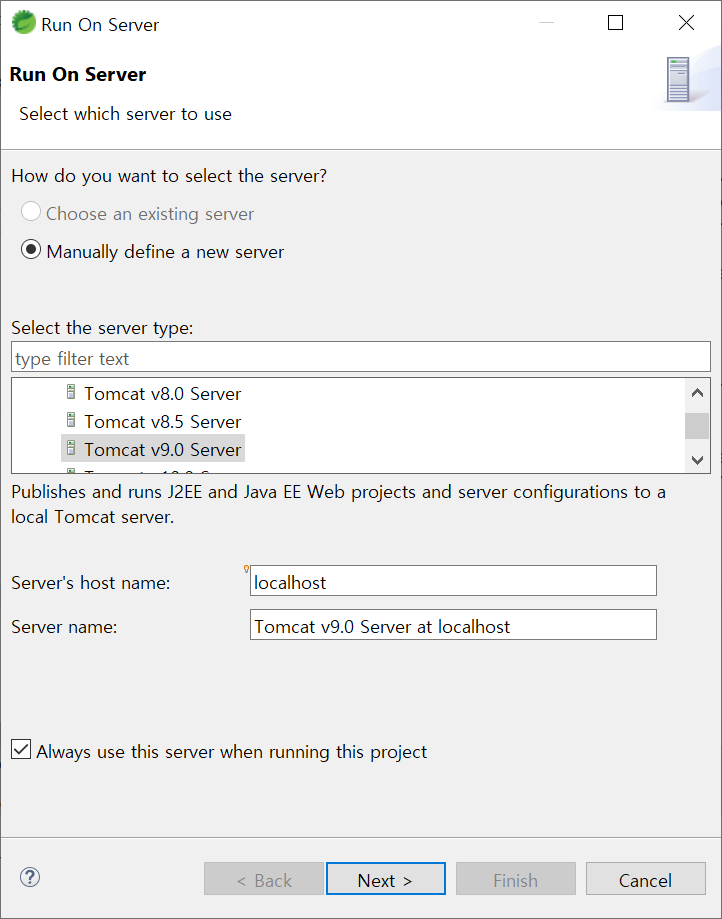 Run On Server
Run On Server
Select which server to use
How do you want to select the server?
Choose an existing server
Manually define a new server
Select the server type:
type filter text
Tomcat v8.0 Server
Tomcat v8.5 Server
Tomcat v9.0 Server
Publishes and runs J2EE and Java EE Web projects and server configurations to a
local Tomcat server.
Server's host name: localhost
Server name: Tomcat v9.0 Server at localhost
Always use this server when running this project
? < Back Next > Finish Cancel